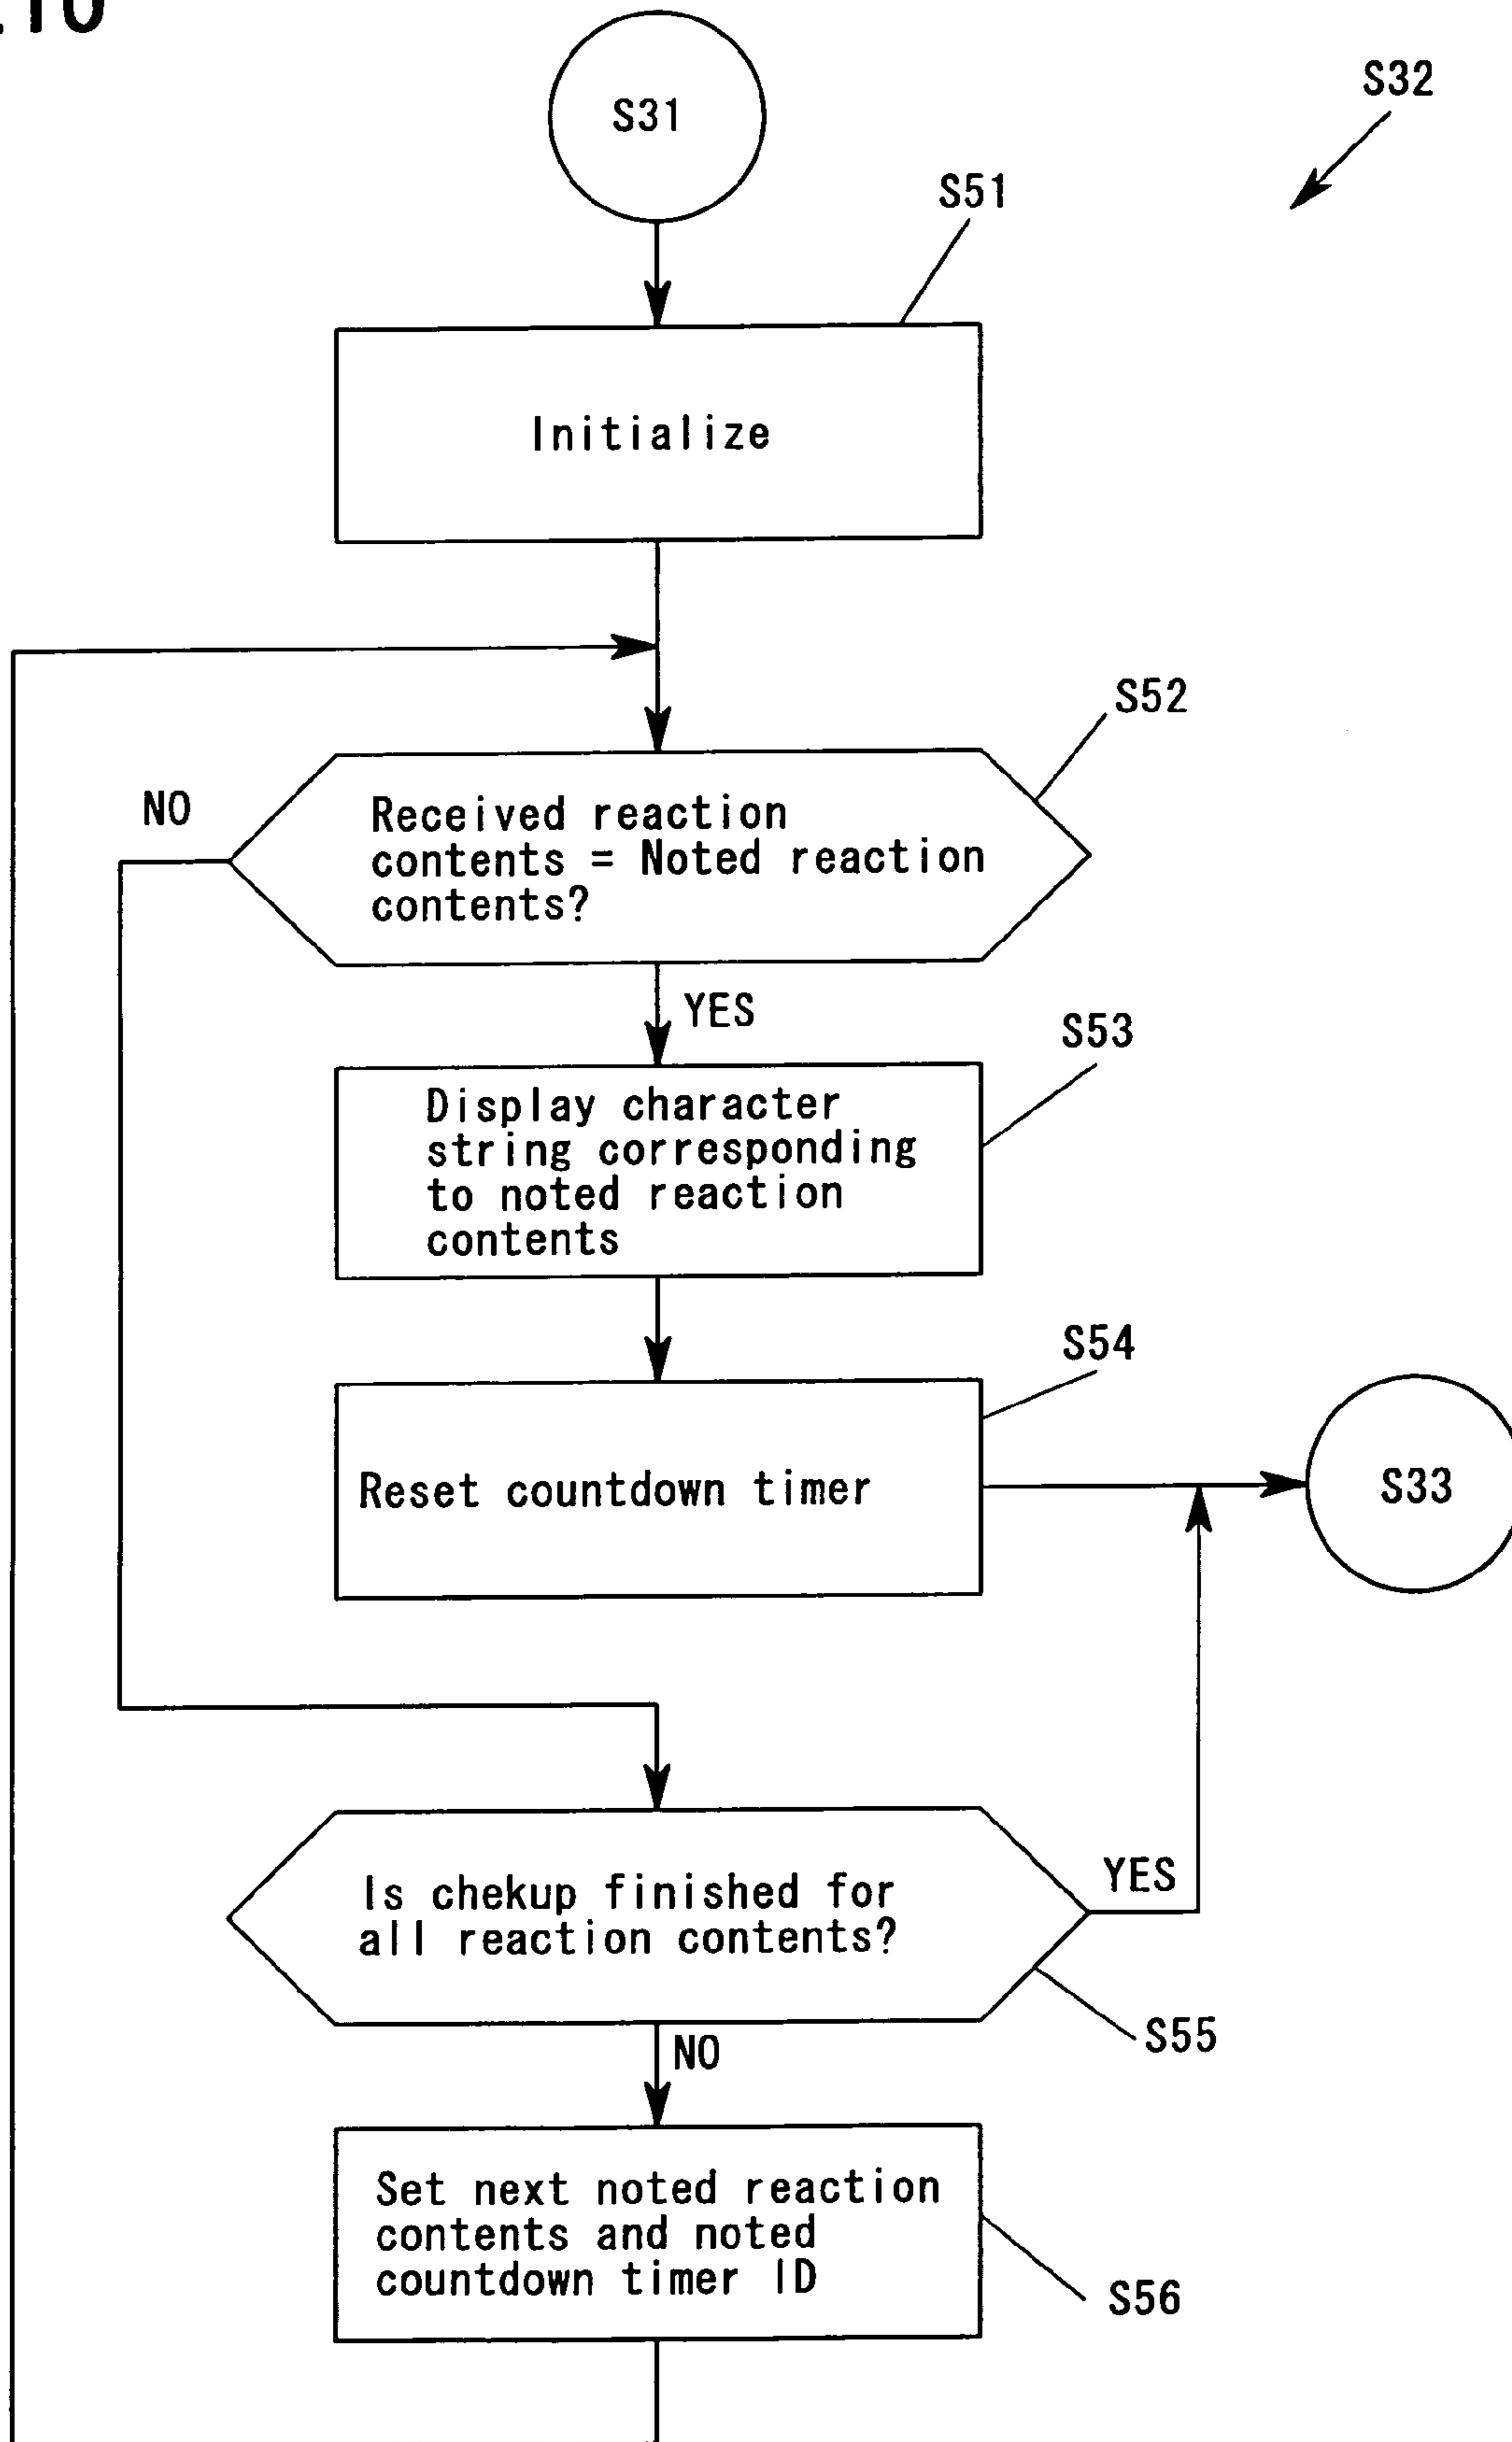 S31
S32
S51
Initialize
S52
NO
Received reaction
contents = Noted reaction
contents?
YES
S53
Display character
string corresponding
to noted reaction
contents
S54
Reset countdown timer
S33
Is chekup finished for
all reaction contents?
YES
S55
NO
Set next noted reaction
contents and noted
countdown timer ID
S56